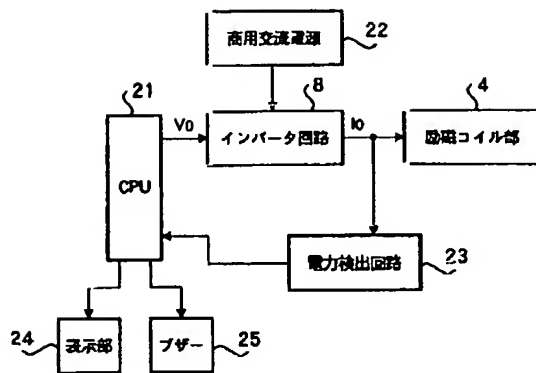 商用交流電源
22
21
8
4
VD
インバータ回路
IO
励磁コイル部
CPU
電力検出回路
23
24
表示部
ブザー
25